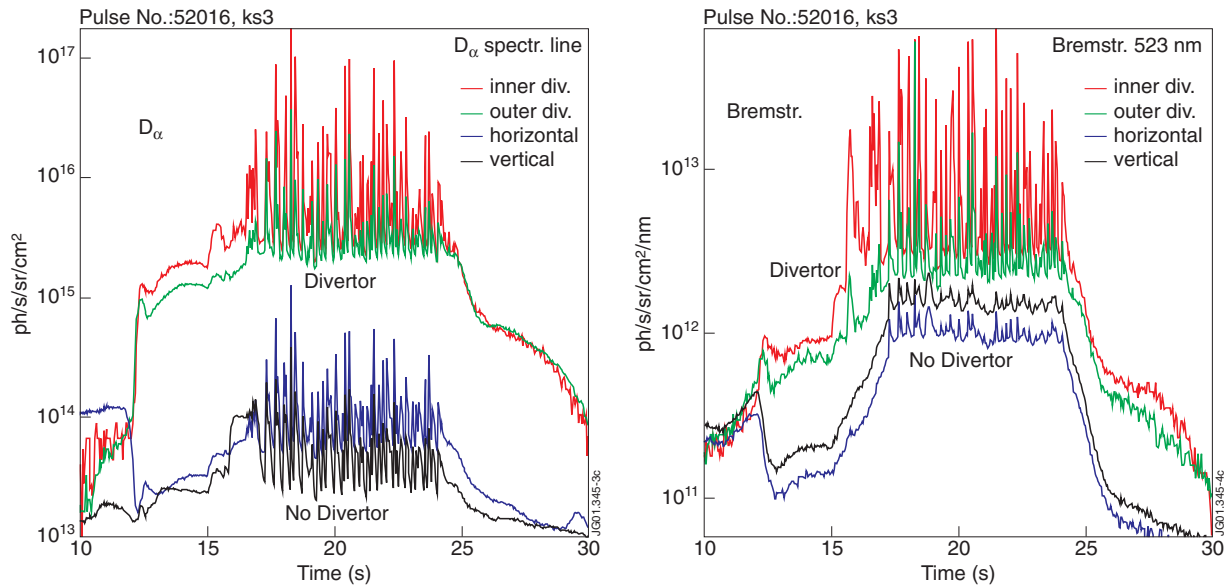 Pulse No.:52016, ks3
Dα spectr. line
inner div.
outer div.
horizontal
vertical
Dα
Divertor
No Divertor
10¹⁷
10¹⁶
10¹⁵
10¹⁴
10¹³
ph/s/sr/cm²
10 15 20 25 30
Time (s)
JG01.345-3c
Pulse No.:52016, ks3
Bremstr. 523 nm
inner div.
outer div.
horizontal
vertical
Bremstr.
Divertor
No Divertor
10¹³
10¹²
10¹¹
ph/s/sr/cm²/nm
10 15 20 25 30
Time (s)
JG01.345-4c